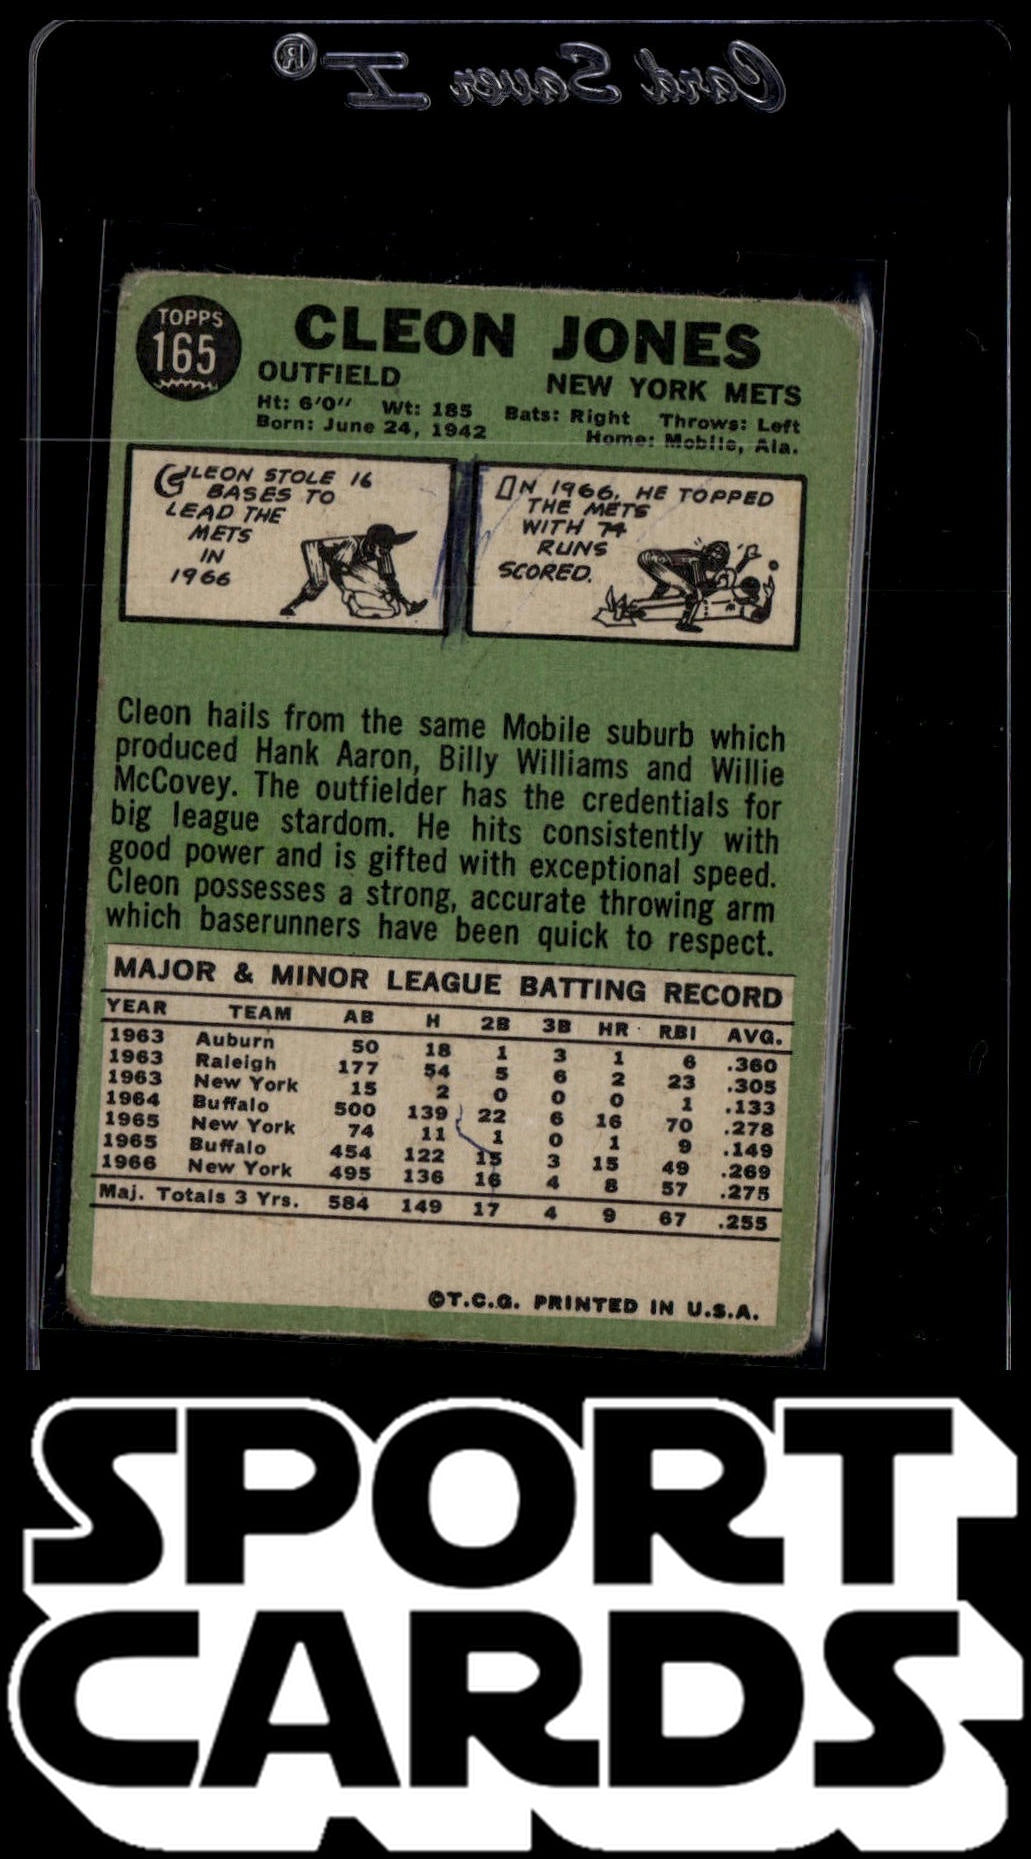 Card Saver I®
TOPPS
165
CLEON JONES
OUTFIELD
NEW YORK METS
Ht: 6'0" Wt: 185 Bats: Right Throws: Left
Born: June 24, 1942 Home: Mobile, Ala.
CLEON STOLE 16
BASES TO
LEAD THE
METS
IN
1966
IN 1966, HE TOPPED
THE METS
WITH 74
RUNS
SCORED.
Cleon hails from the same Mobile suburb which
produced Hank Aaron, Billy Williams and Willie
McCovey. The outfielder has the credentials for
big league stardom. He hits consistently with
good power and is gifted with exceptional speed.
Cleon possesses a strong, accurate throwing arm
which baserunners have been quick to respect.
MAJOR & MINOR LEAGUE BATTING RECORD
YEAR TEAM AB H 2B 3B HR RBI AVG.
1963 Auburn 50 18 1 3 1 6 .360
1963 Raleigh 177 54 5 6 2 23 .305
1963 New York 15 2 0 0 0 1 .133
1964 Buffalo 500 139 22 6 16 70 .278
1965 New York 74 11 1 0 1 9 .149
1965 Buffalo 454 122 15 3 15 49 .269
1966 New York 495 136 16 4 8 57 .275
Maj. Totals 3 Yrs. 584 149 17 4 9 67 .255
©T.C.G. PRINTED IN U.S.A.
SPORT
CARDS